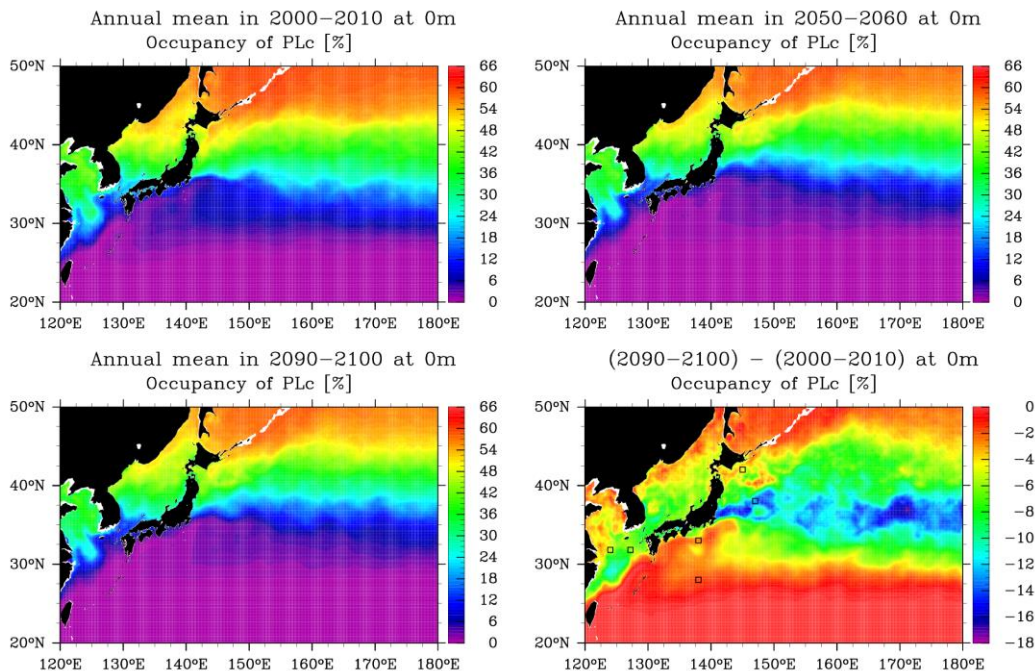 Annual mean in 2000-2010 at 0m
Occupancy of PLc [%]
50°N
40°N
30°N
20°N
120°E 130°E 140°E 150°E 160°E 170°E 180°E
66
60
54
48
42
36
30
24
18
12
6
0
Annual mean in 2050-2060 at 0m
Occupancy of PLc [%]
50°N
40°N
30°N
20°N
120°E 130°E 140°E 150°E 160°E 170°E 180°E
66
60
54
48
42
36
30
24
18
12
6
0
Annual mean in 2090-2100 at 0m
Occupancy of PLc [%]
50°N
40°N
30°N
20°N
120°E 130°E 140°E 150°E 160°E 170°E 180°E
66
60
54
48
42
36
30
24
18
12
6
0
(2090-2100) - (2000-2010) at 0m
Occupancy of PLc [%]
50°N
40°N
30°N
20°N
120°E 130°E 140°E 150°E 160°E 170°E 180°E
0
-2
-4
-6
-8
-10
-12
-14
-16
-18